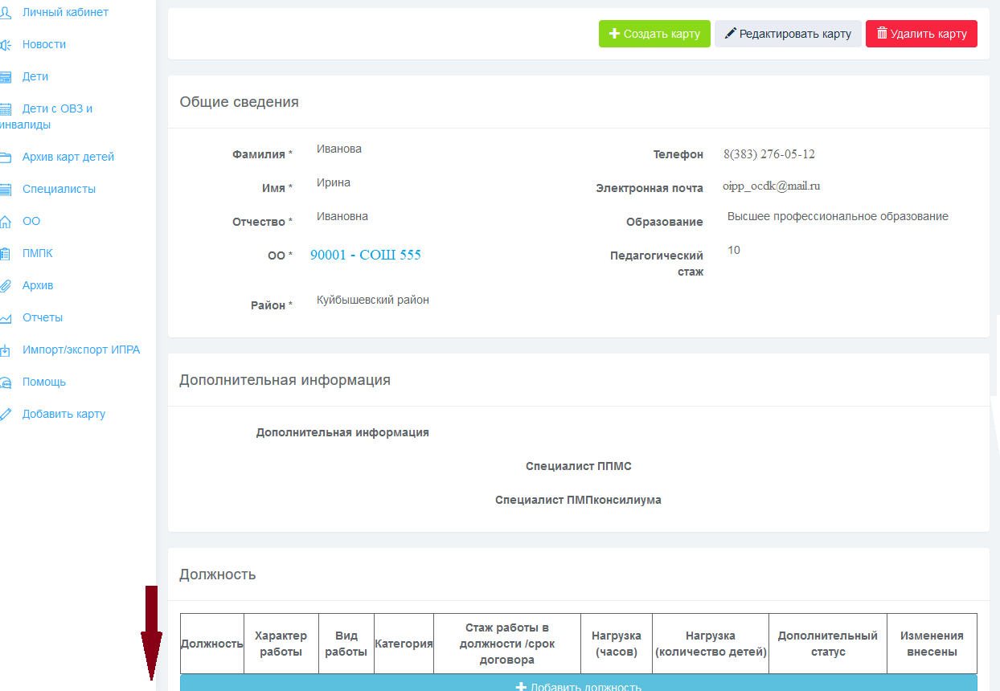 Личный кабинет
Новости
Дети
Дети с ОВЗ и
инвалиды
Архив карт детей
Специалисты
ОО
ПМПК
Архив
Отчеты
Импорт/экспорт ИПРА
Помощь
Добавить карту
Создать карту Редактировать карту Удалить карту
Общие сведения
Фамилия * Иванова
Имя * Ирина
Отчество * Ивановна
ОО * 90001 - СОШ 555
Район * Куйбышевский район
Телефон 8(383) 276-05-12
Электронная почта oipp_ocdk@mail.ru
Образование Высшее профессиональное образование
Педагогический 10
стаж
Дополнительная информация
Дополнительная информация
Специалист ППМС
Специалист ПМПконсилиума
Должность
Должность
Характер
работы
Вид
работы
Категория
Стаж работы в
должности /срок
договора
Нагрузка
(часов)
Нагрузка
(количество детей)
Дополнительный
статус
Изменения
внесены
Добавить должность